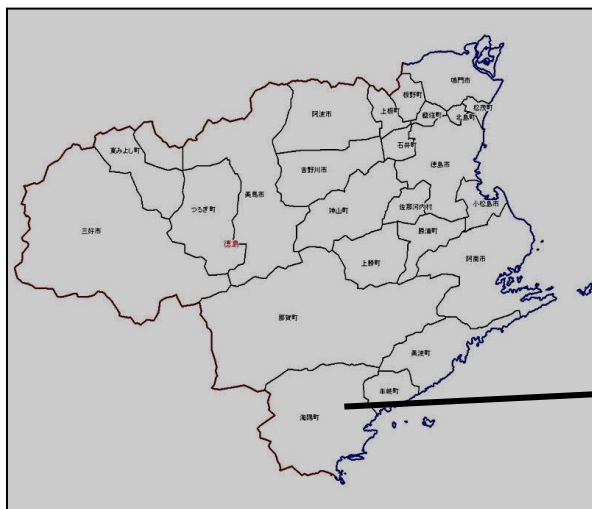 鳴門市
板野町
上板町
松茂町
藍住町
北島町
阿波市
石井町
東みよし町
吉野川市
徳島市
美馬市
つるぎ町
神山町
佐那河内村
小松島市
三好市
徳島
勝浦町
上勝町
阿南市
那賀町
美波町
牟岐町
海陽町